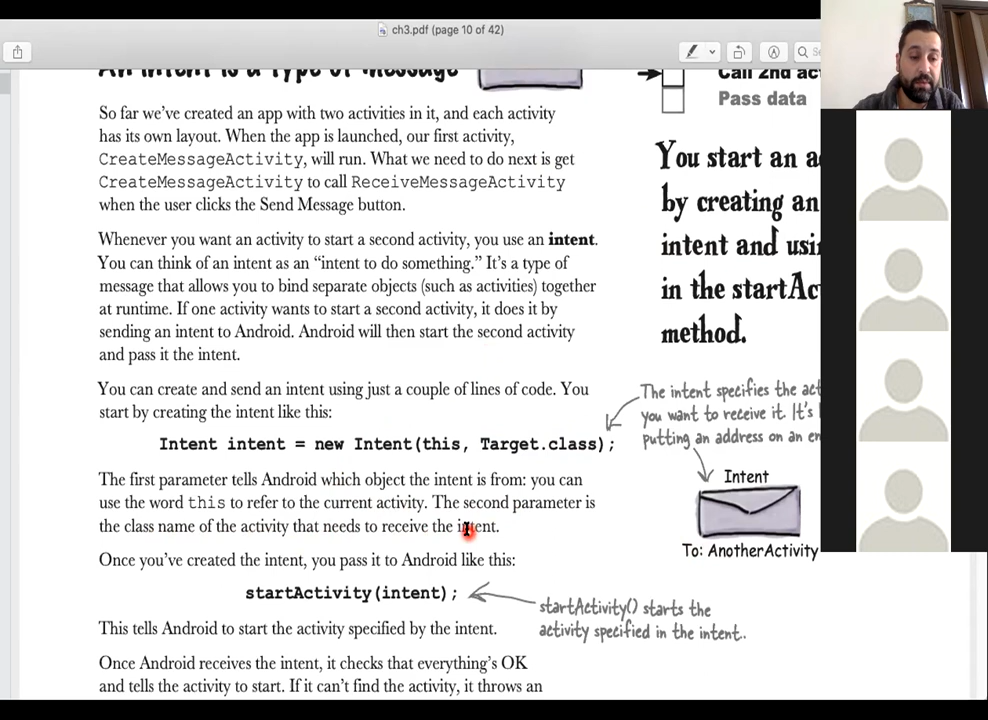 ch3.pdf (page 10 of 42)
An intent is a type of message
Call 2nd
Pass data
So far we've created an app with two activities in it, and each activity
has its own layout. When the app is launched, our first activity,
CreateMessageActivity, will run. What we need to do next is get
CreateMessageActivity to call ReceiveMessageActivity
when the user clicks the Send Message button.
Whenever you want an activity to start a second activity, you use an intent.
You can think of an intent as an “intent to do something.” It's a type of
message that allows you to bind separate objects (such as activities) together
at runtime. If one activity wants to start a second activity, it does it by
sending an intent to Android. Android will then start the second activity
and pass it the intent.
You start an
by creating an
intent and
in the
method.
You can create and send an intent using just a couple of lines of code. You
start by creating the intent like this:
Intent intent = new Intent(this, Target.class);
The intent specifies the
you want to receive it. It's
putting an address on an
The first parameter tells Android which object the intent is from: you can
use the word this to refer to the current activity. The second parameter is
the class name of the activity that needs to receive the intent.
Intent
To: AnotherActivity
Once you've created the intent, you pass it to Android like this:
startActivity(intent);
startActivity() starts the
activity specified in the intent..
This tells Android to start the activity specified by the intent.
Once Android receives the intent, it checks that everything's OK
and tells the activity to start. If it can't find the activity, it throws an